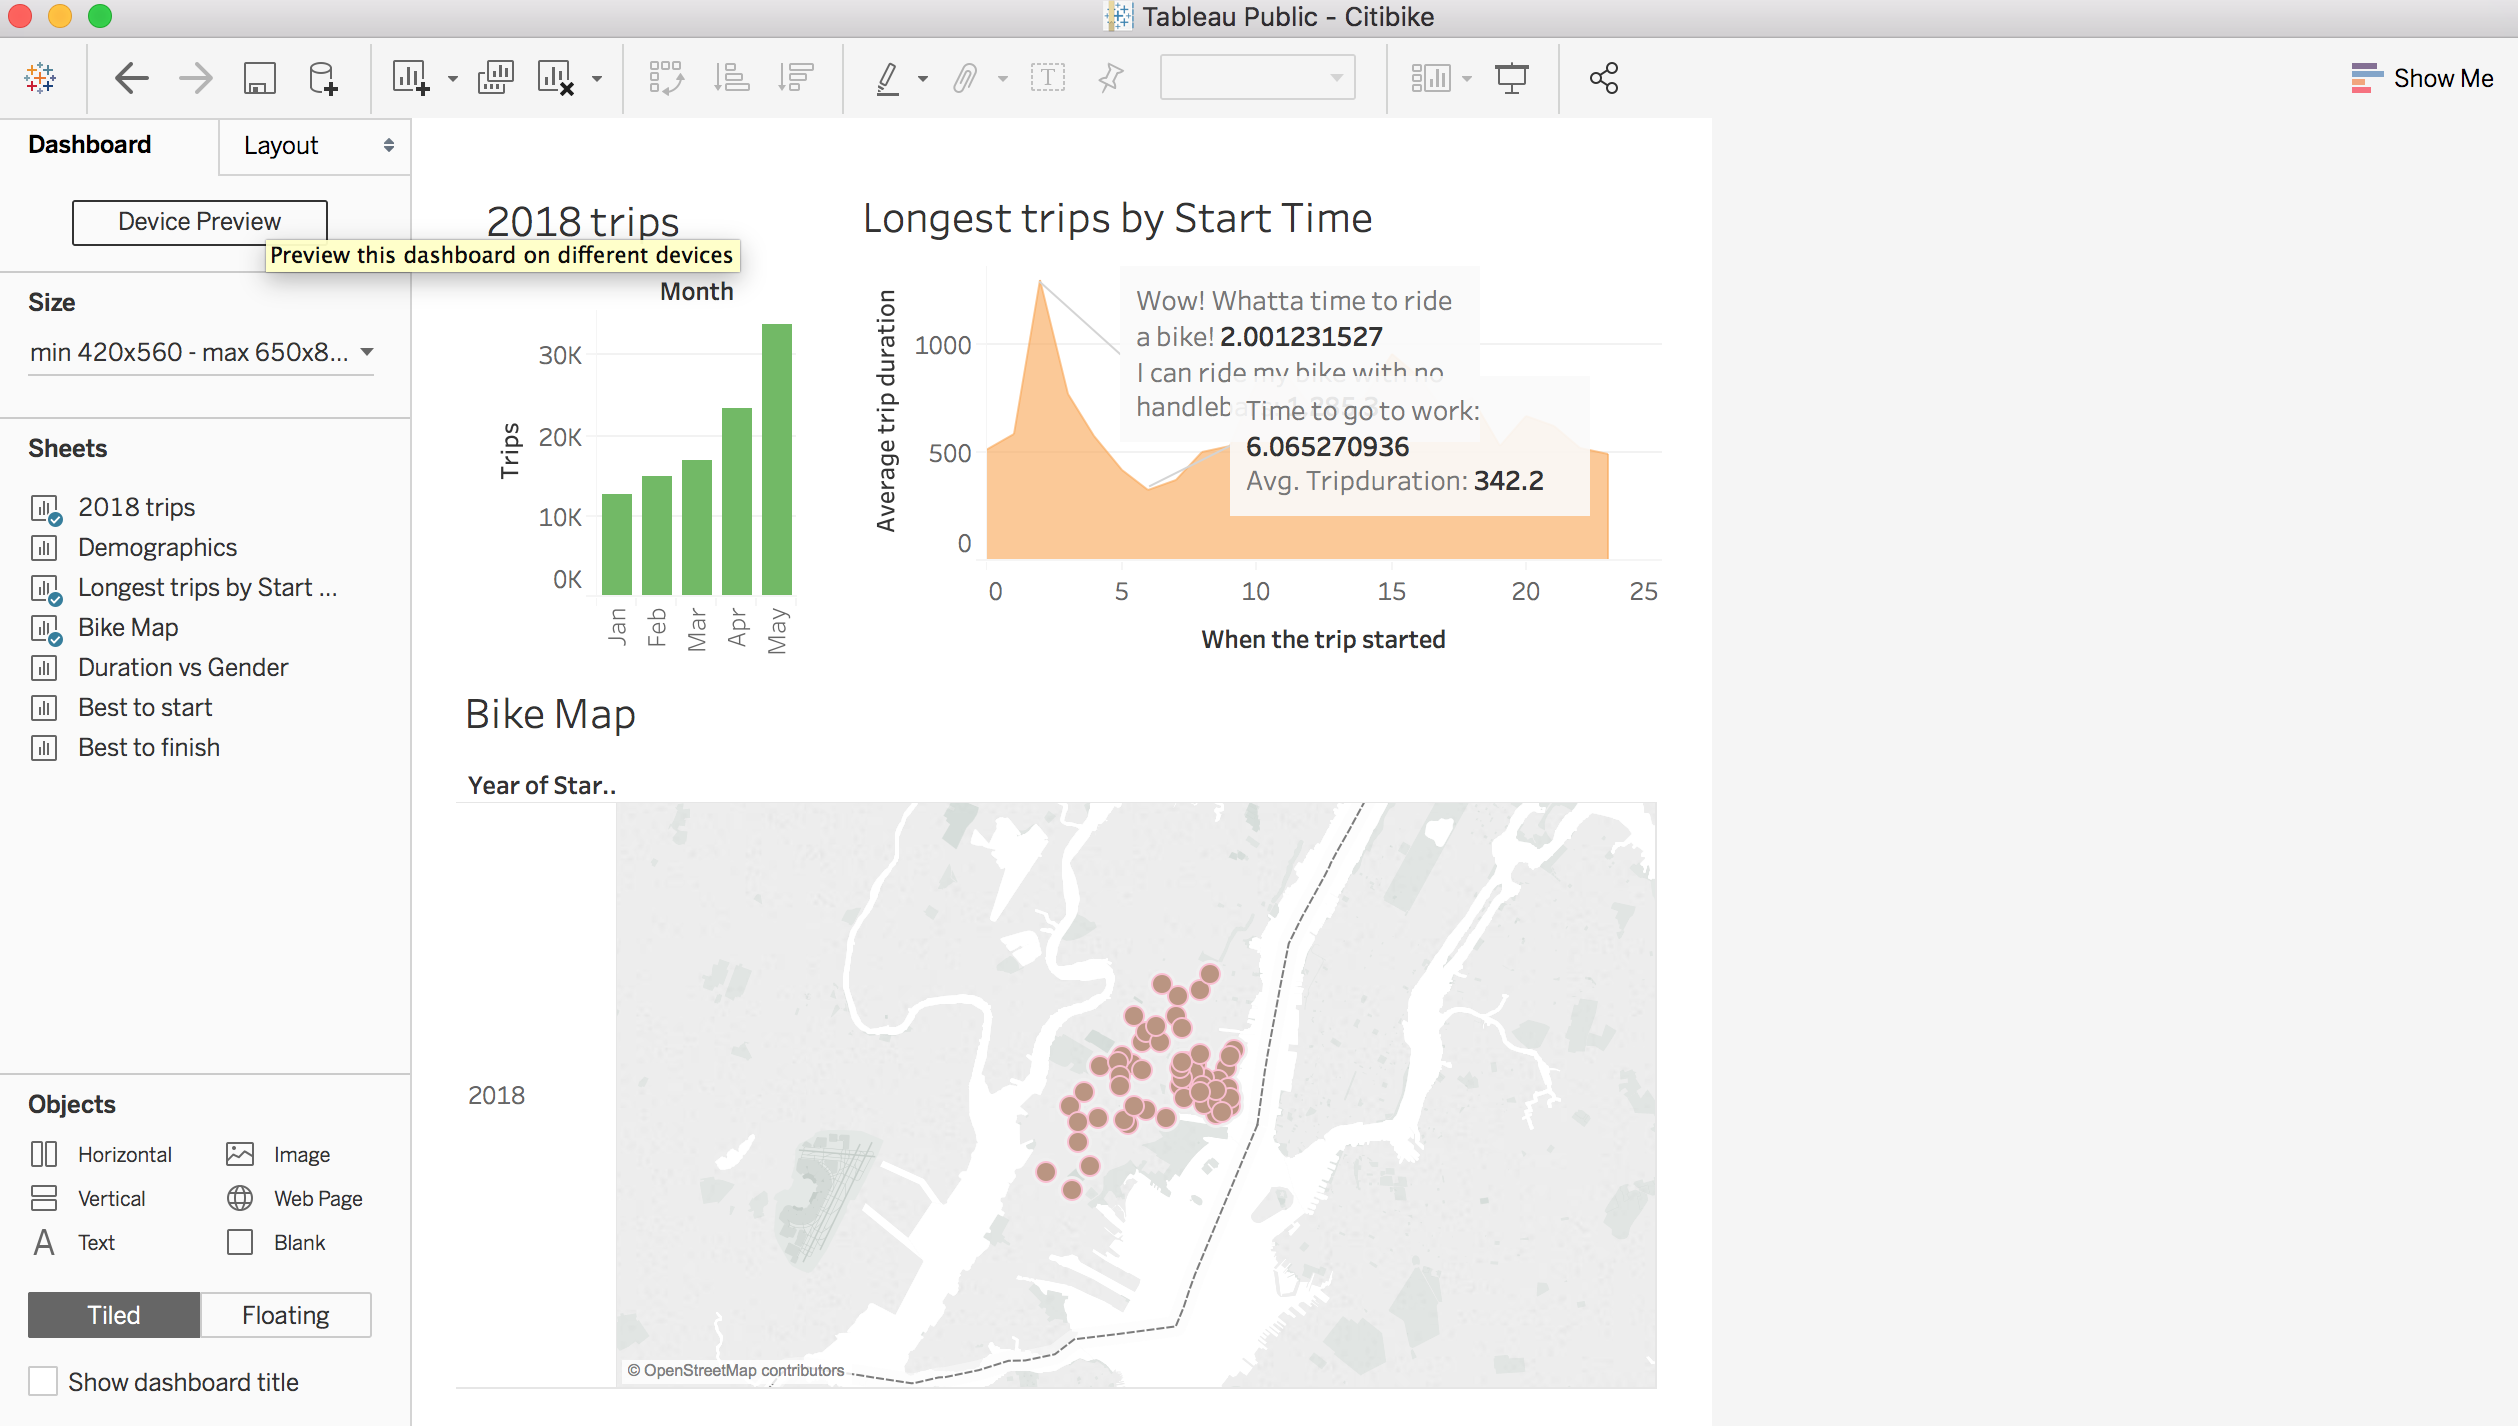 Tableau Public - Citibike
Show Me
Dashboard
Layout
Device Preview
Preview this dashboard on different devices
Size
min 420x560 - max 650x8...
Sheets
2018 trips
Demographics
Longest trips by Start ...
Bike Map
Duration vs Gender
Best to start
Best to finish
Objects
Horizontal
Image
Vertical
Web Page
A Text
Blank
Tiled
Floating
Show dashboard title
2018 trips
Month
Trips
30K
20K
10K
0K
Jan
Feb
Mar
Apr
May
Longest trips by Start Time
Average trip duration
1000
500
0
Wow! Whatta time to ride
a bike! 2.001231527
I can ride my bike with no
Time to go to work:
6.065270936
Avg. Tripduration: 342.2
0
5
10
15
20
25
When the trip started
Bike Map
Year of Star..
2018
© OpenStreetMap contributors